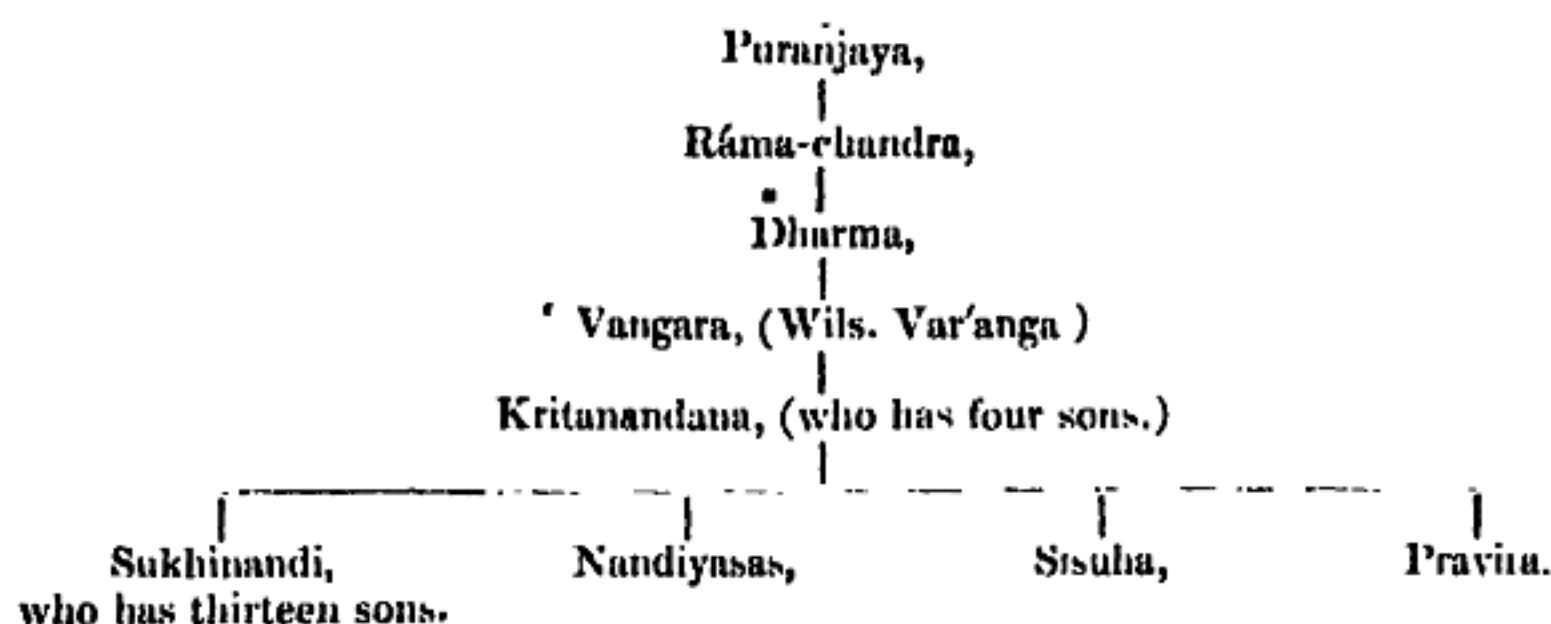 Puranjaya,
Ráma-chandra,
Dharma,
Vangara, (Wils. Var'anga )
Kritanandana, (who has four sons.)
Sukhinandi, Nandiyasas, Sisuha, Pravira.
who has thirteen sons.